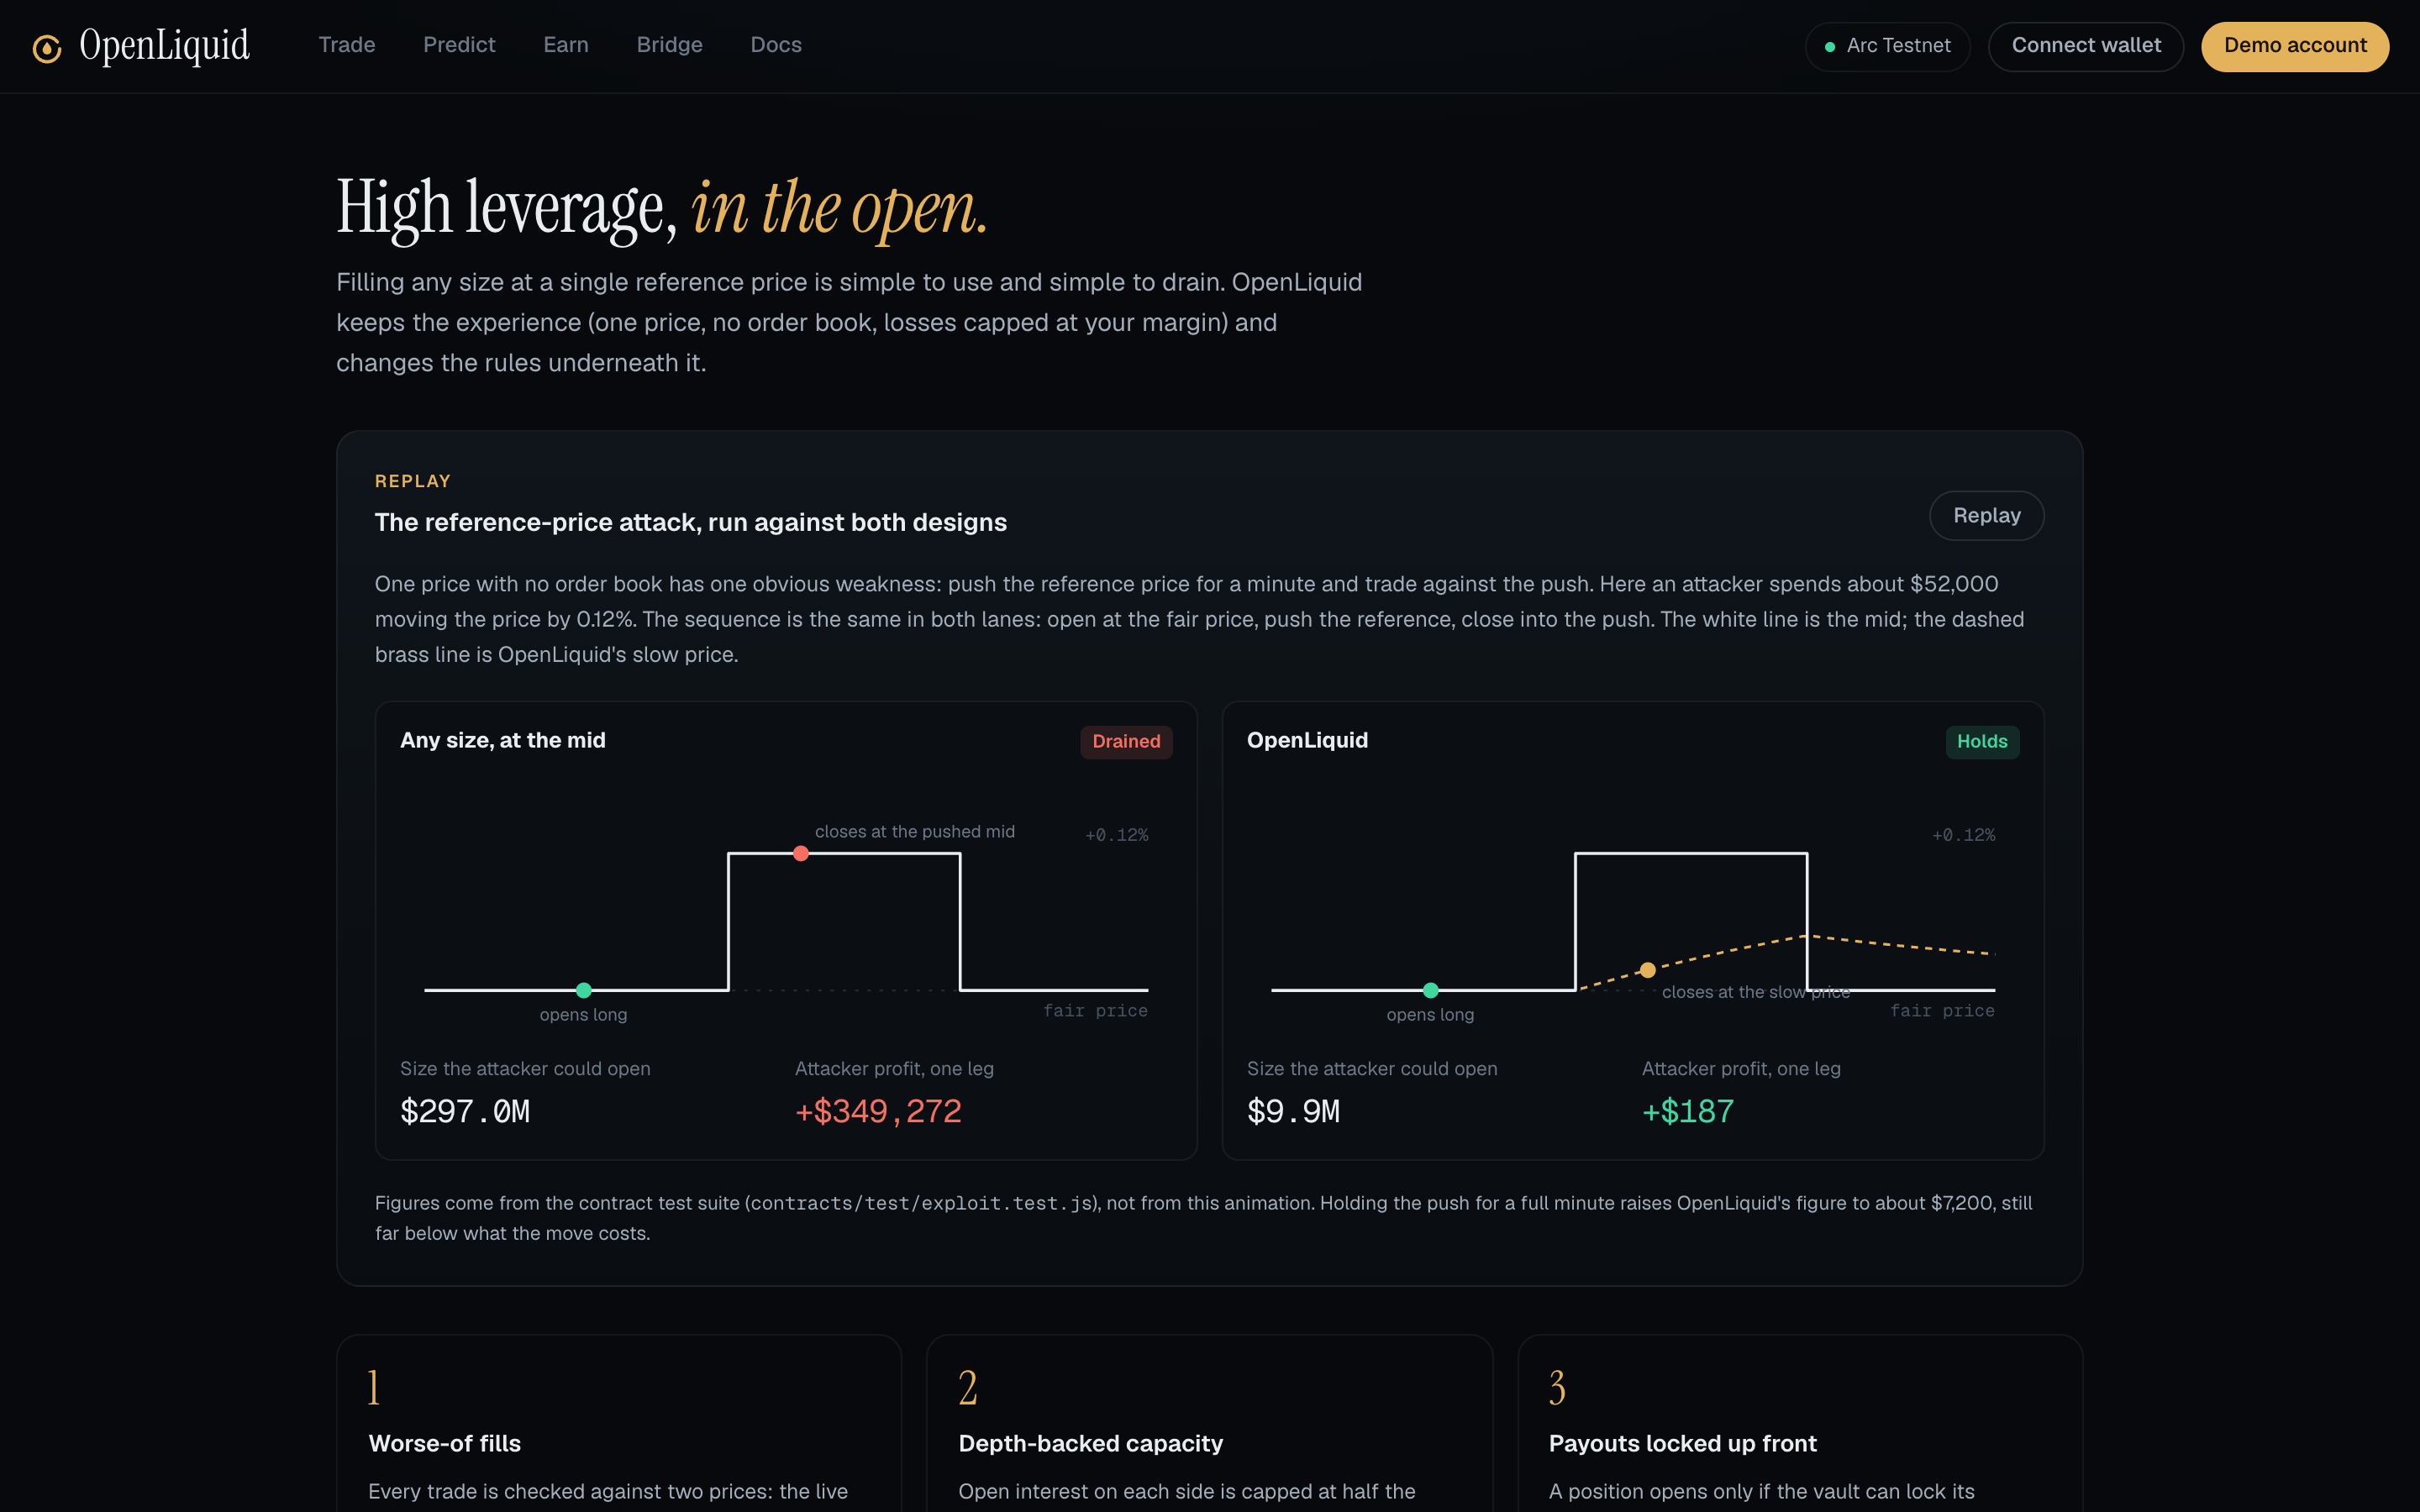 OpenLiquid
Trade
Predict
Earn
Bridge
Docs
Arc Testnet
Connect wallet
Demo account
High leverage, in the open.
Filling any size at a single reference price is simple to use and simple to drain. OpenLiquid
keeps the experience (one price, no order book, losses capped at your margin) and
changes the rules underneath it.
REPLAY
The reference-price attack, run against both designs
Replay
One price with no order book has one obvious weakness: push the reference price for a minute and trade against the push. Here an attacker spends about $52,000
moving the price by 0.12%. The sequence is the same in both lanes: open at the fair price, push the reference, close into the push. The white line is the mid; the dashed
brass line is OpenLiquid's slow price.
Any size, at the mid
Drained
closes at the pushed mid
+0.12%
opens long
fair price
Size the attacker could open
Attacker profit, one leg
$297.0M
+$349,272
OpenLiquid
Holds
+0.12%
closes at the slow price
opens long
fair price
Size the attacker could open
Attacker profit, one leg
$9.9M
+$187
Figures come from the contract test suite (contracts/test/exploit.test.js), not from this animation. Holding the push for a full minute raises OpenLiquid's figure to about $7,200, still
far below what the move costs.
1
Worse-of fills
Every trade is checked against two prices: the live
2
Depth-backed capacity
Open interest on each side is capped at half the
3
Payouts locked up front
A position opens only if the vault can lock its